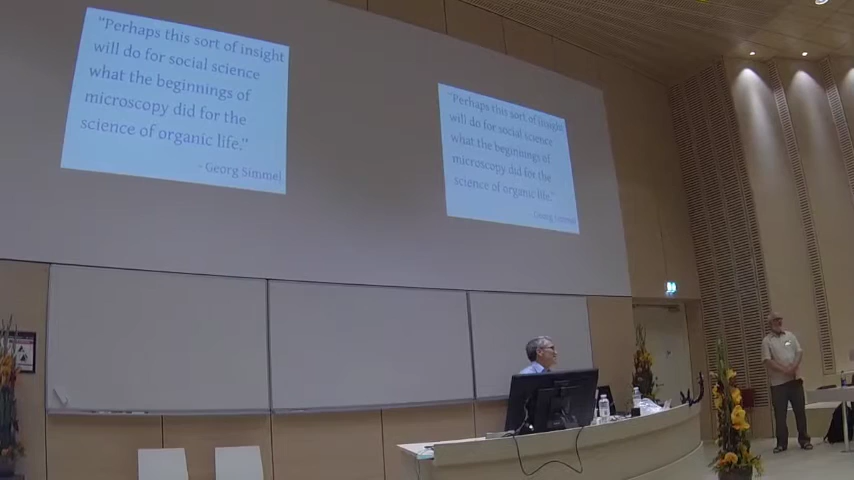 "Perhaps this sort of insight
will do for social science
what the beginnings of
microscopy did for the
science of organic life."
- Georg Simmel
"Perhaps this sort of insight
will do for social science
what the beginnings of
microscopy did for the
science of organic life."
- Georg Simmel